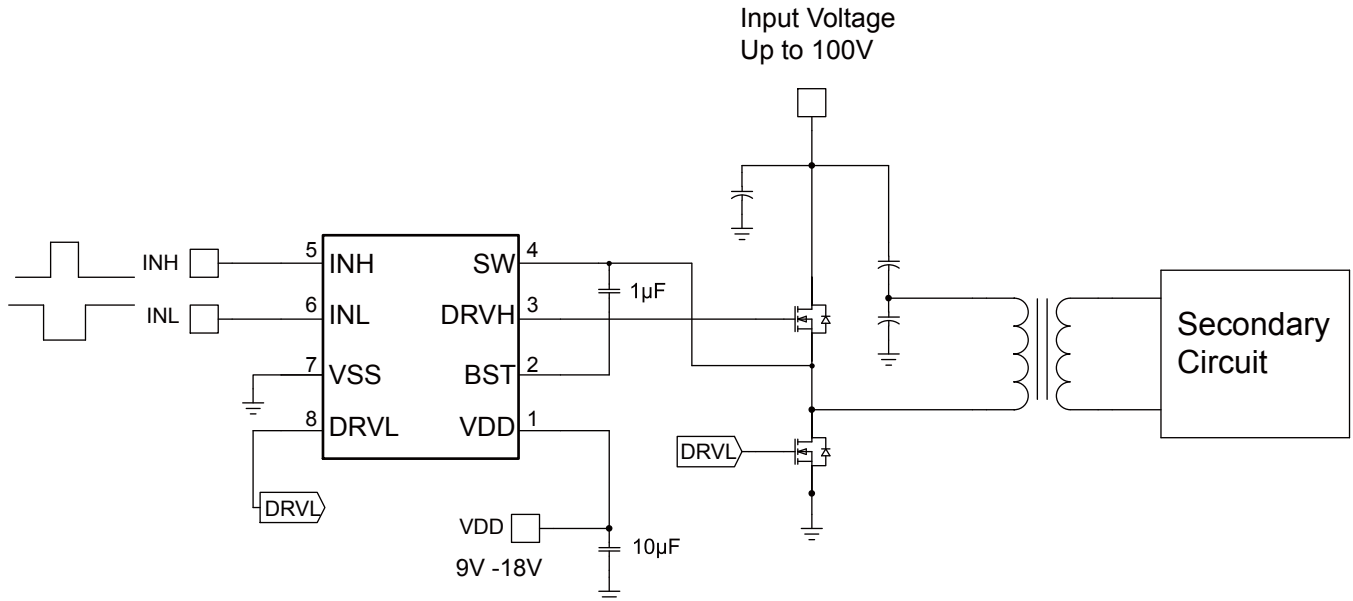 Input Voltage
Up to 100V
INH
5
INH
SW
4
1µF
INL
6
INL
DRVH
3
7
VSS
BST
2
8
DRVL
VDD
1
DRVL
DRVL
VDD
9V -18V
10µF
Secondary
Circuit